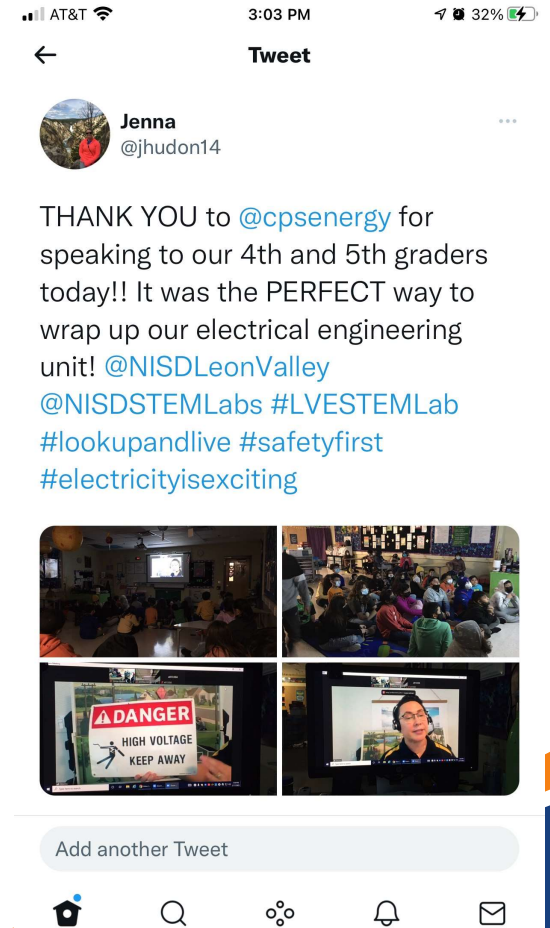 AT&T
3:03 PM
32%
Tweet
Jenna
@jhudon14
THANK YOU to @cpsenergy for
speaking to our 4th and 5th graders
today!! It was the PERFECT way to
wrap up our electrical engineering
unit! @NISDLeonValley
@NISDSTEMLabs #LVESTEMLab
#lookupandlive #safetyfirst
#electricityisexciting
DANGER
HIGH VOLTAGE
KEEP AWAY
Add another Tweet